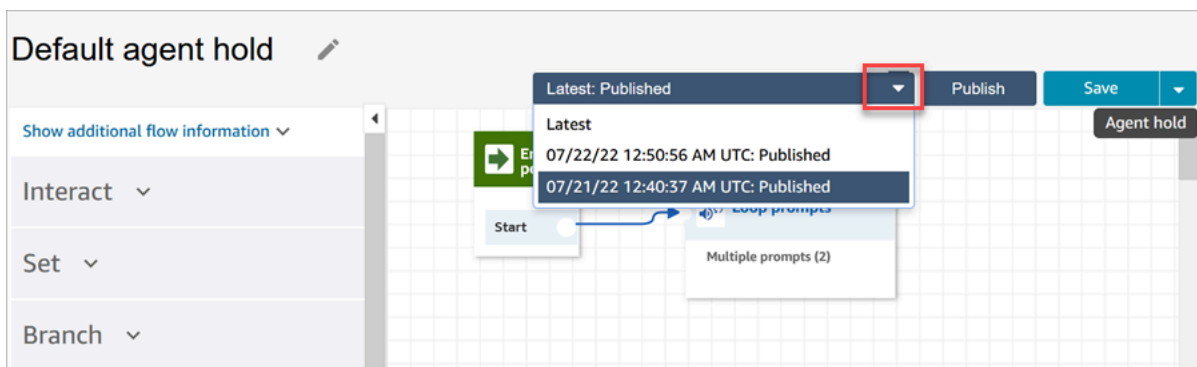 Default agent hold
Latest: Published
Publish
Save
Show additional flow information
Latest
Agent hold
07/22/22 12:50:56 AM UTC: Published
07/21/22 12:40:37 AM UTC: Published
Interact
Loop prompts
Start
Multiple prompts (2)
Set
Branch